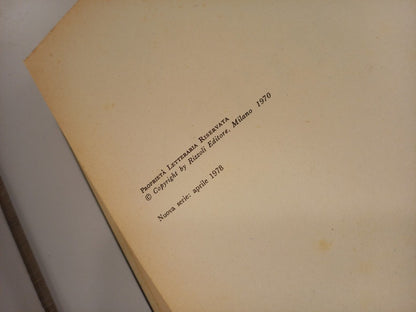 Proprietà Letteraria Riservata
© Copyright by Rizzoli Editore, Milano 1970
Nuova serie: aprile 1978